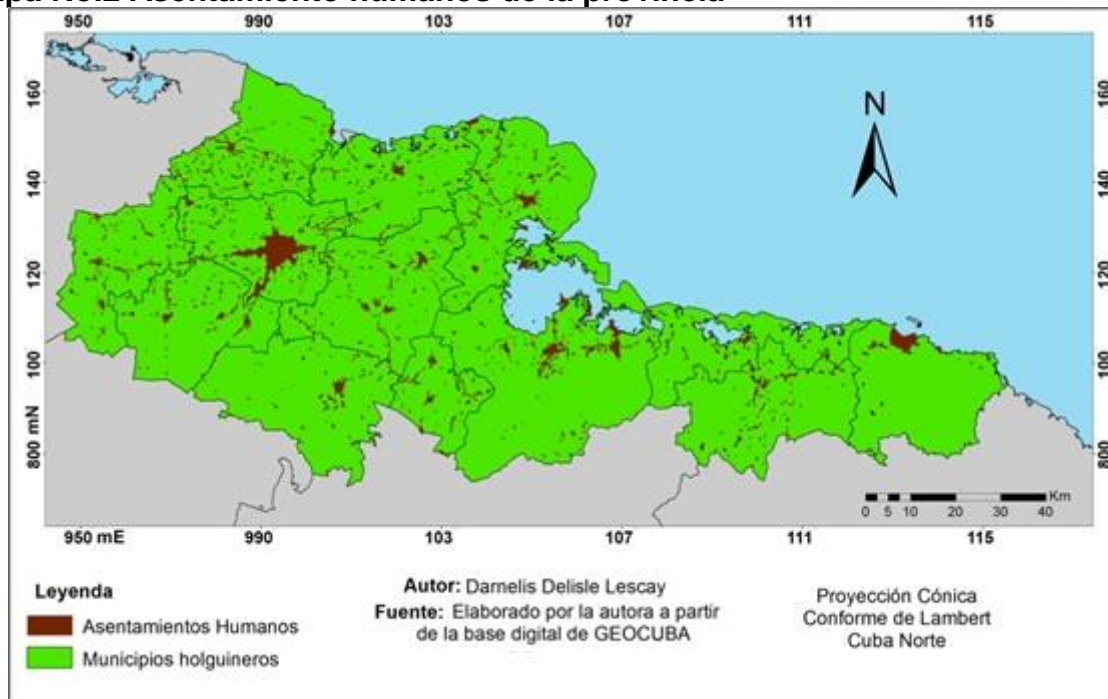 Asentamiento humanos de la provincia
950 990 103 107 111 115
160
140
120
100
800 mN
160
140
120
100
800
N
Km
0 5 10 20 30 40
950 mE 990 103 107 111 115
Leyenda
Asentamientos Humanos
Municipios holguineros
Autor: Darnelis Delisle Lescay
Fuente: Elaborado por la autora a partir
de la base digital de GEOCUBA
Proyección Cónica
Conforme de Lambert
Cuba Norte